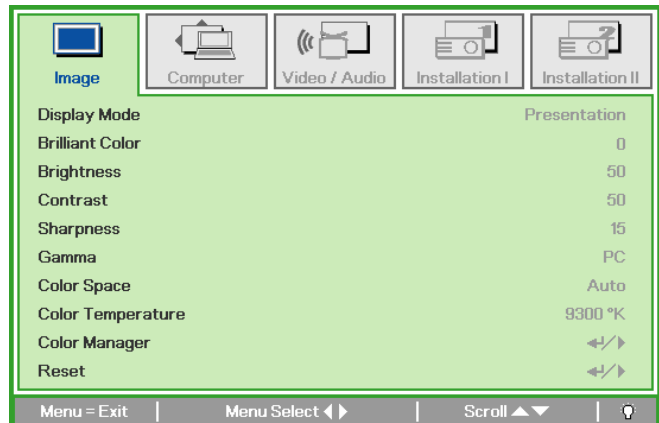 Image Computer Video / Audio Installation I Installation II
Display Mode Presentation
Brilliant Color 0
Brightness 50
Contrast 50
Sharpness 15
Gamma PC
Color Space Auto
Color Temperature 9300 °K
Color Manager
Reset
Menu = Exit Menu Select Scroll